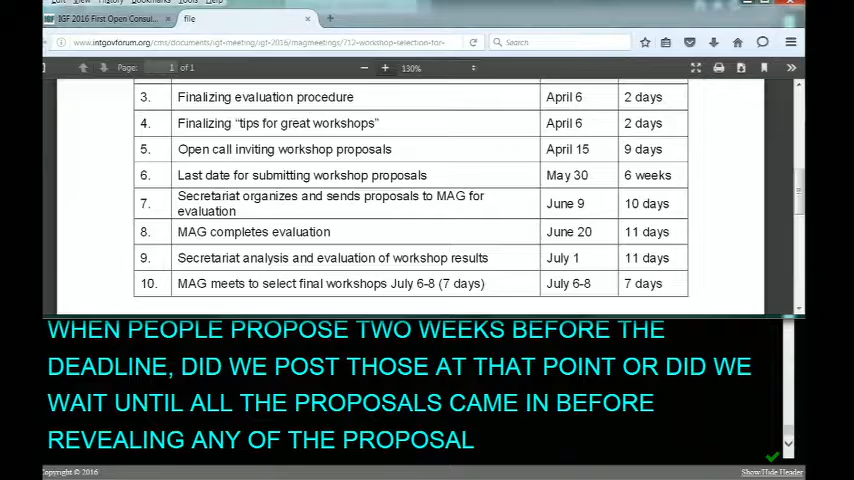 Edit View History Bookmarks Tools Help
IGF 2016 First Open Consul... × file ×
www.intgovforum.org/cms/documents/igf-meeting/igf-2016/magmeetings/712-workshop-selection-for- Search
Page: 1 of 1 130%
3. Finalizing evaluation procedure April 6 2 days
4. Finalizing “tips for great workshops” April 6 2 days
5. Open call inviting workshop proposals April 15 9 days
6. Last date for submitting workshop proposals May 30 6 weeks
7. Secretariat organizes and sends proposals to MAG for evaluation June 9 10 days
8. MAG completes evaluation June 20 11 days
9. Secretariat analysis and evaluation of workshop results July 1 11 days
10. MAG meets to select final workshops July 6-8 (7 days) July 6-8 7 days
WHEN PEOPLE PROPOSE TWO WEEKS BEFORE THE
DEADLINE, DID WE POST THOSE AT THAT POINT OR DID WE
WAIT UNTIL ALL THE PROPOSALS CAME IN BEFORE
REVEALING ANY OF THE PROPOSAL
opyright © 2016 Show/Hide Header